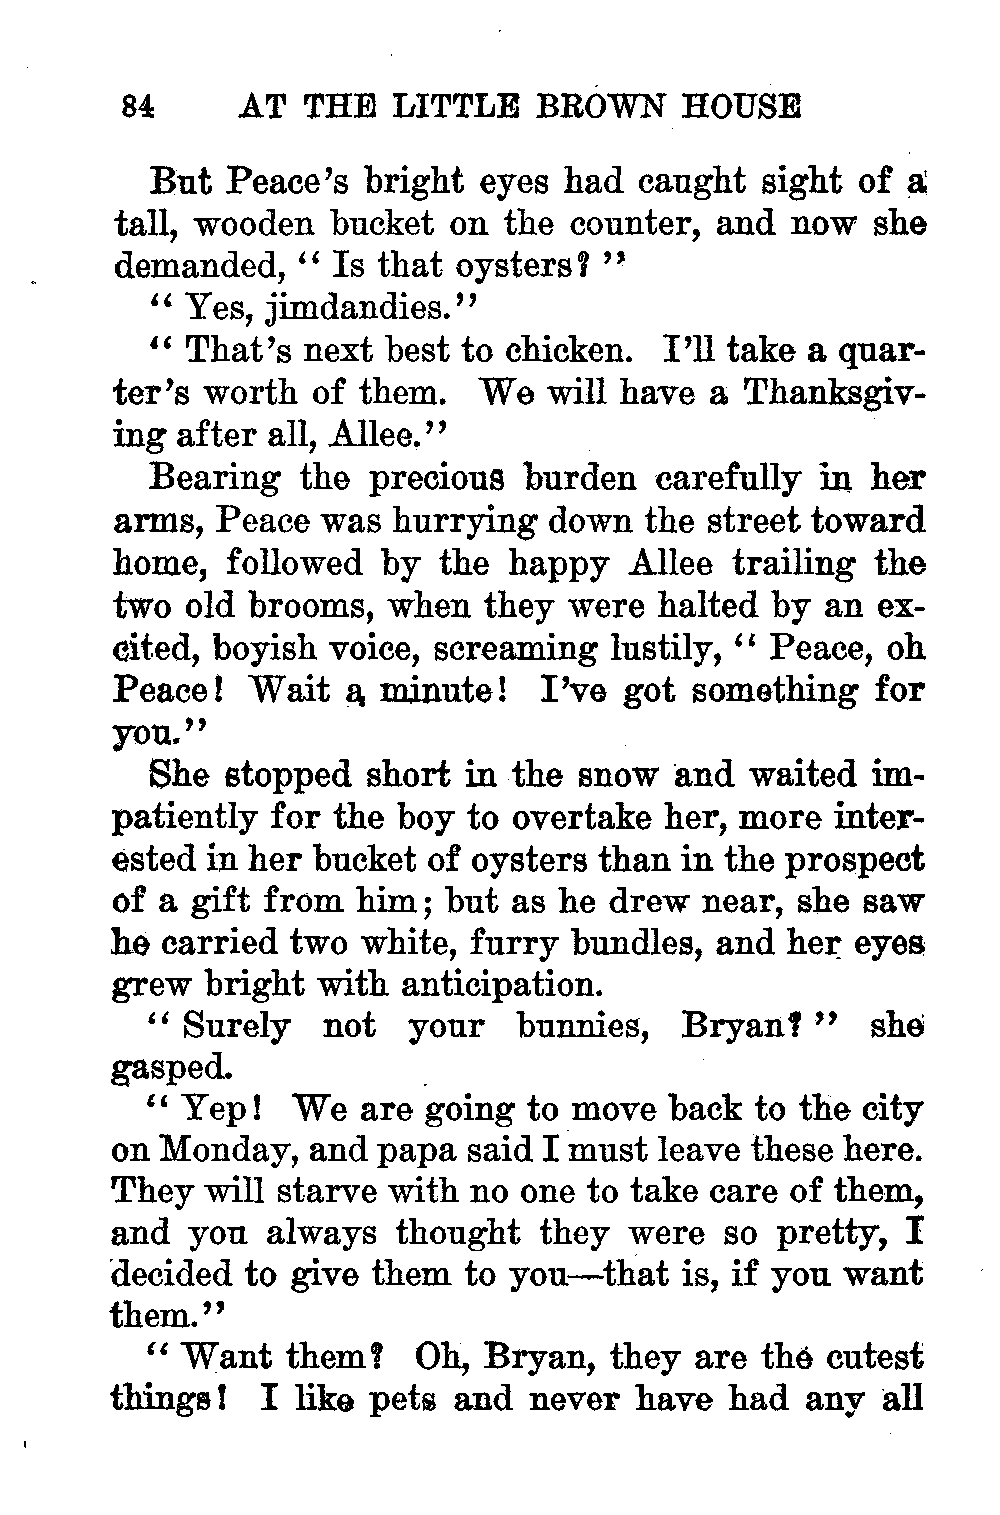 84 AT THE LITTLE BROWN HOUSE
But Peace's bright eyes had caught sight of a
tall, wooden bucket on the counter, and now she
demanded, “ Is that oysters? ”
“ Yes, jimdandies.”
“ That's next best to chicken. I'll take a quar-
ter's worth of them. We will have a Thanksgiv-
ing after all, Allee.”
Bearing the precious burden carefully in her
arms, Peace was hurrying down the street toward
home, followed by the happy Allee trailing the
two old brooms, when they were halted by an ex-
cited, boyish voice, screaming lustily, “ Peace, oh
Peace! Wait a minute! I've got something for
you.”
She stopped short in the snow and waited im-
patiently for the boy to overtake her, more inter-
ested in her bucket of oysters than in the prospect
of a gift from him; but as he drew near, she saw
he carried two white, furry bundles, and her eyes
grew bright with anticipation.
“ Surely not your bunnies, Bryan? ” she
gasped.
“ Yep! We are going to move back to the city
on Monday, and papa said I must leave these here.
They will starve with no one to take care of them,
and you always thought they were so pretty, I
decided to give them to you—that is, if you want
them.”
“ Want them? Oh, Bryan, they are the cutest
things! I like pets and never have had any all